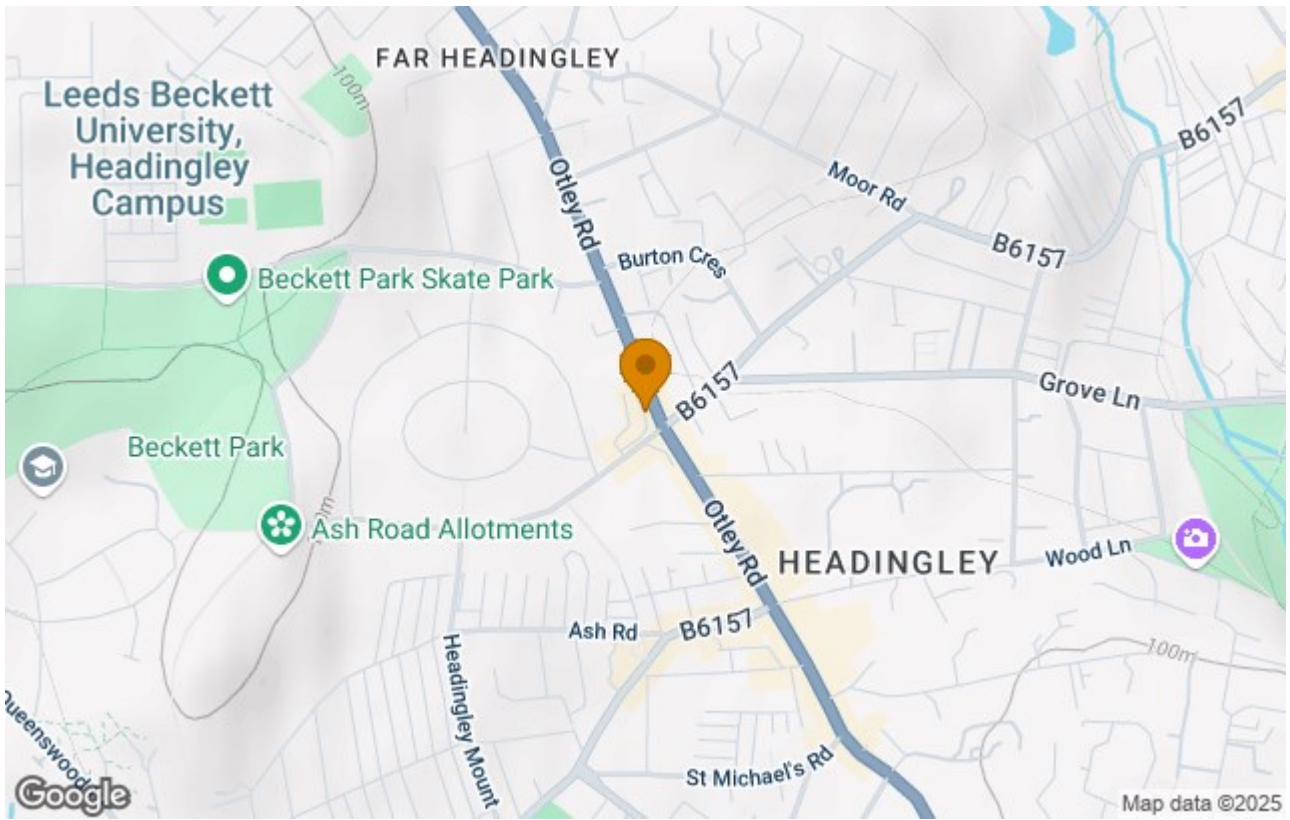 FAR HEADINGLEY
100m
Leeds Beckett
University,
Headingley
Campus
B6157
Otley Rd
Moor Rd
Burton Cres
B6157
Beckett Park Skate Park
B6157
Grove Ln
Beckett Park
Ash Road Allotments
Otley Rd
HEADINGLEY
Wood Ln
Ash Rd
B6157
100m
Headingley Mount
St Michael's Rd
Google
Map data ©2025